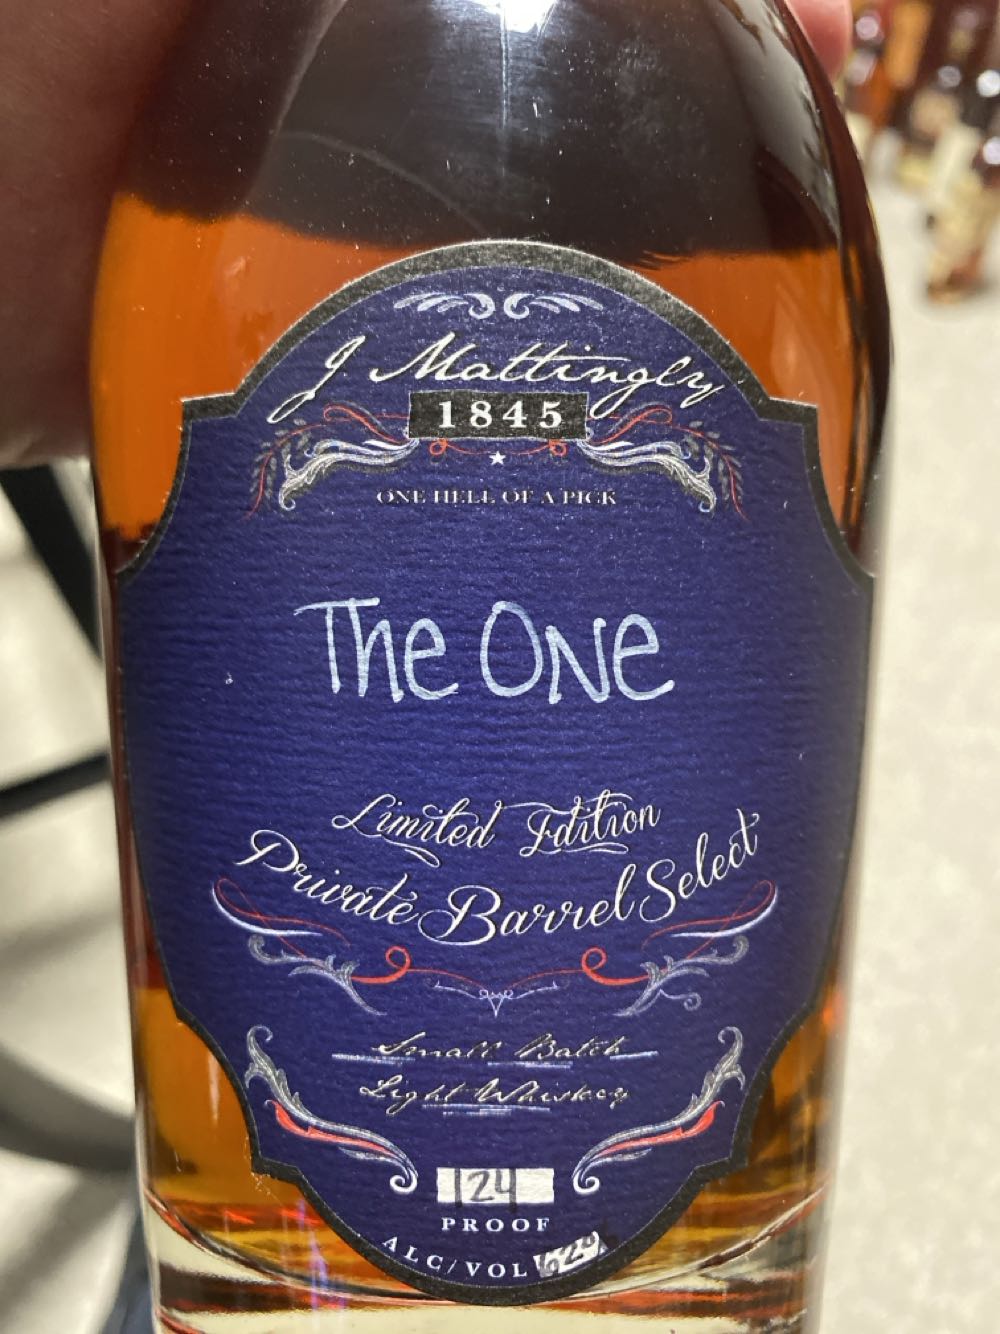 J Mattingly
1845
ONE HELL OF A PICK
The ONe
Limited Edition
Private Barrel Select
Small Batch
Light Whiskey
124
PROOF
ALC/VOL 62%